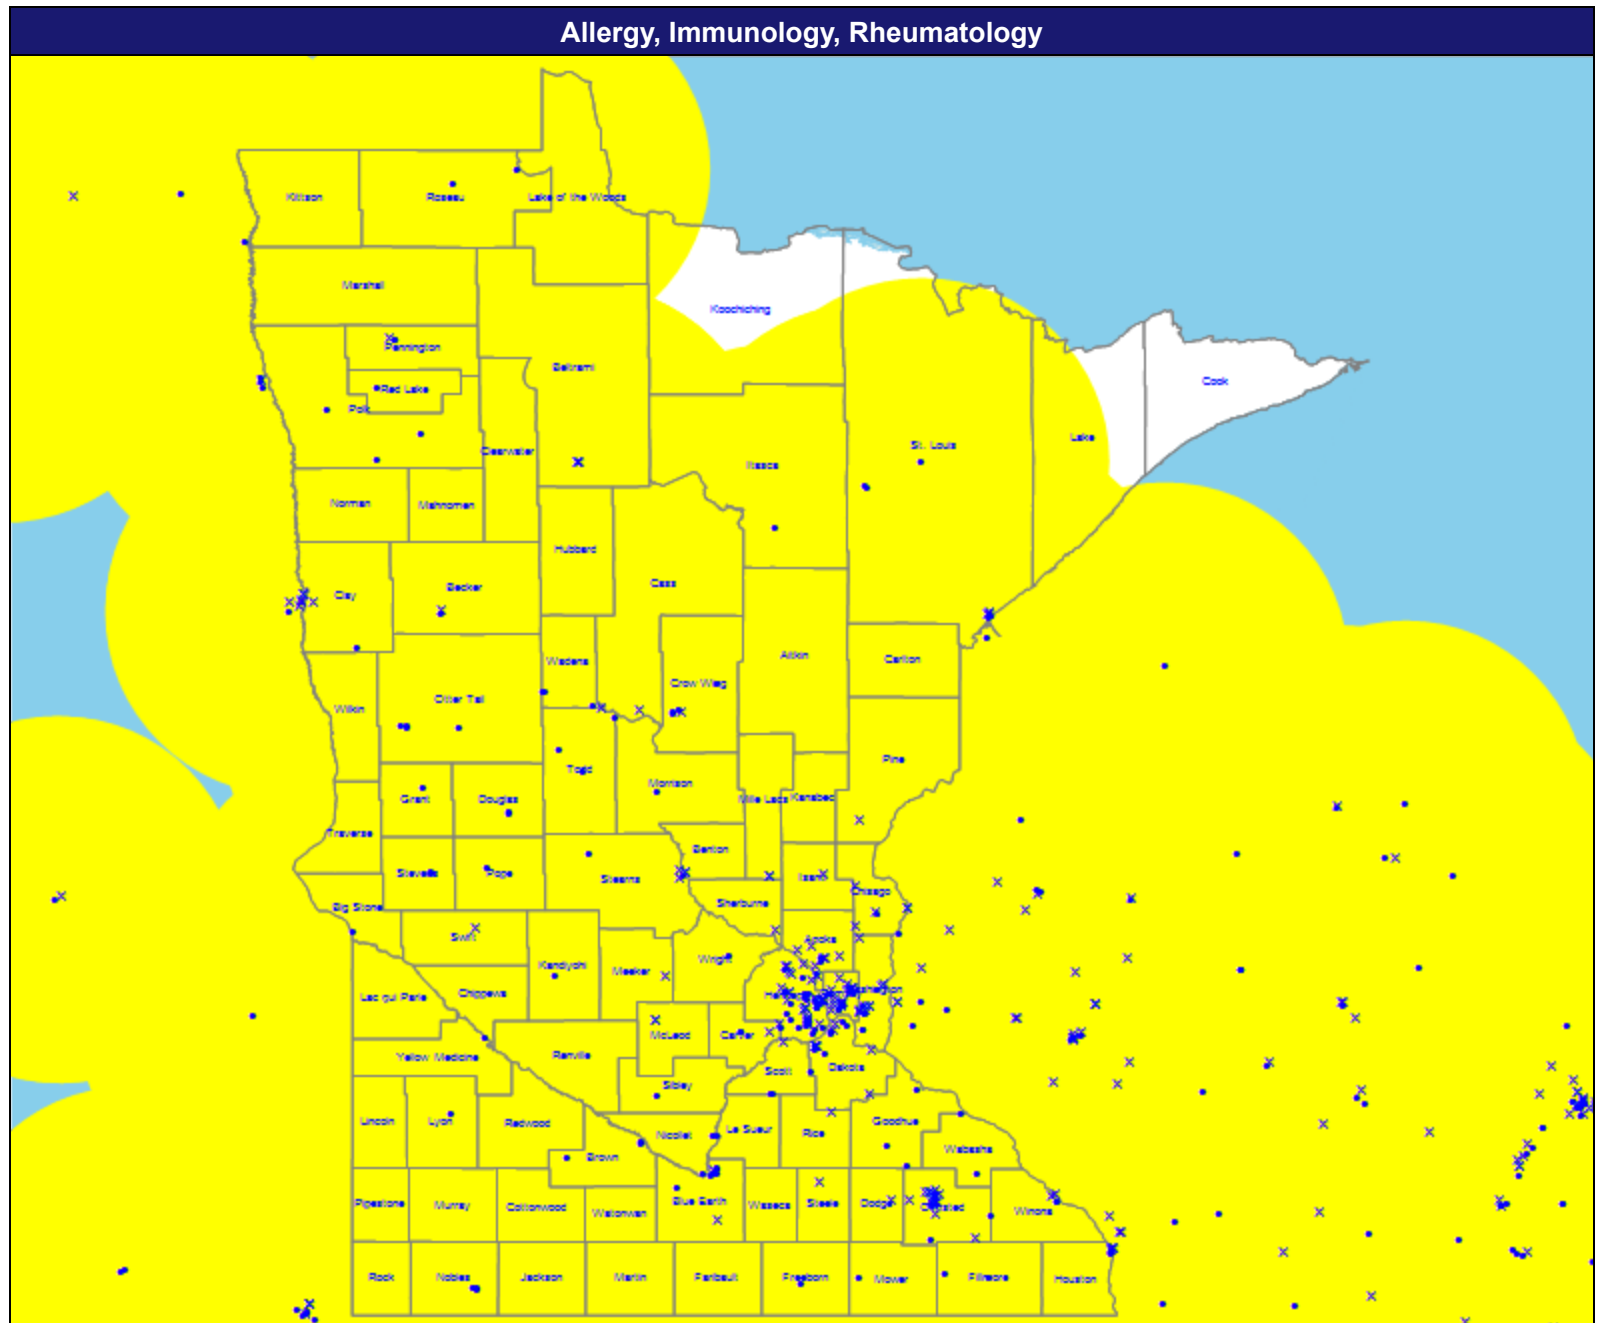 Allergy, Immunology, Rheumatology
Kittson
Roseau
Lake of the Woods
Marshall
Koochiching
Pennington
Beltrami
Red Lake
Polk
Cook
Clearwater
St. Louis
Lake
Itasca
Norman
Mahnomen
Hubbard
Cass
Clay
Becker
Wadena
Aitkin
Carlton
Crow Wing
Otter Tail
Wilkin
Pine
Todd
Morrison
Grant
Douglas
Mille Lacs
Kanabec
Traverse
Benton
Stevens
Pope
Stearns
Isanti
Chisago
Sherburne
Big Stone
Swift
Anoka
Wright
Kandiyohi
Meeker
Lac qui Parle
Chippewa
Washington
McLeod
Carver
Yellow Medicine
Renville
Scott
Dakota
Sibley
Lincoln
Lyon
Redwood
Nicollet
Le Sueur
Rice
Goodhue
Brown
Wabasha
Pipestone
Murray
Cottonwood
Watonwan
Blue Earth
Waseca
Steele
Dodge
Olmsted
Winona
Rock
Nobles
Jackson
Martin
Faribault
Freeborn
Mower
Fillmore
Houston